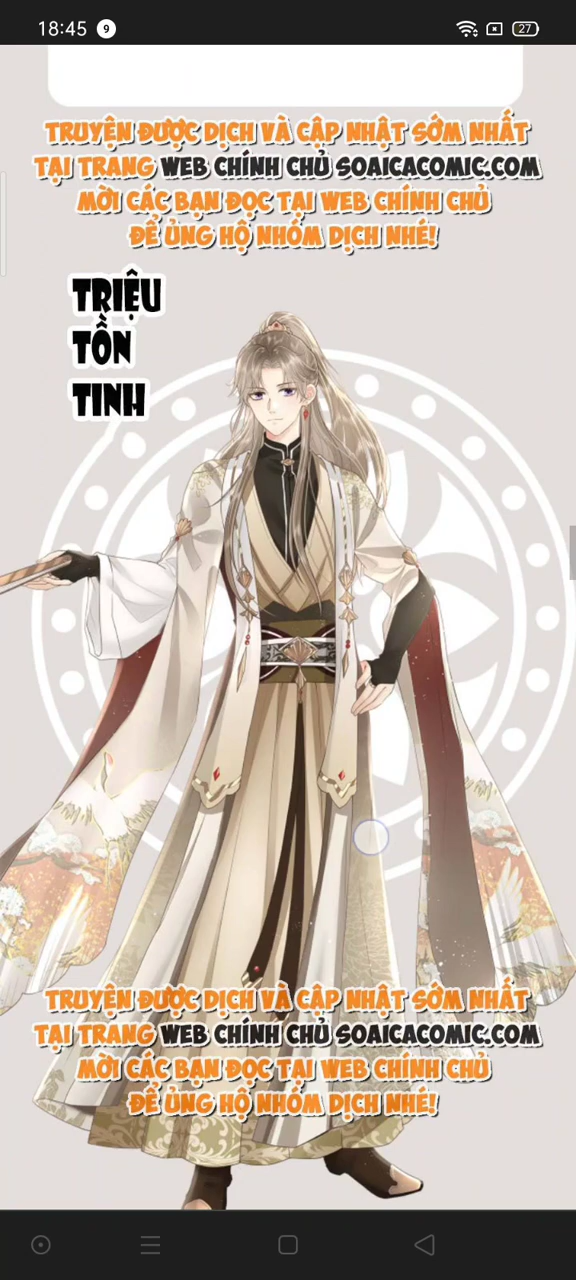 18:45 9 27
TRUYỆN ĐƯỢC DỊCH VÀ CẬP NHẬT SỚM NHẤT
TẠI TRANG WEB CHÍNH CHỦ SOAICACOMIC.COM
MỜI CÁC BẠN ĐỌC TẠI WEB CHÍNH CHỦ
ĐỂ ỦNG HỘ NHÓM DỊCH NHÉ!
TRIỆU
TỒN
TINH
TRUYỆN ĐƯỢC DỊCH VÀ CẬP NHẬT SỚM NHẤT
TẠI TRANG WEB CHÍNH CHỦ SOAICACOMIC.COM
MỜI CÁC BẠN ĐỌC TẠI WEB CHÍNH CHỦ
ĐỂ ỦNG HỘ NHÓM DỊCH NHÉ!